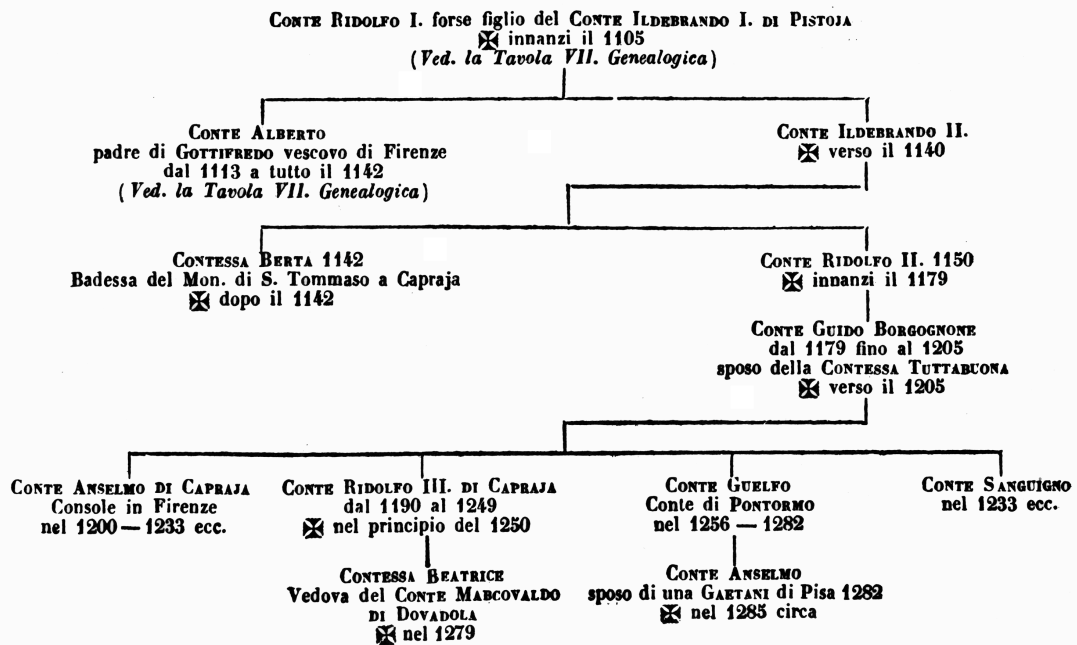 CONTE RIDOLFO I. forse figlio del CONTE ILDEBRANDO I. DI PISTOJA
✠ innanzi il 1105
(Ved. la Tavola VII. Genealogica)
CONTE ALBERTO
padre di GOTTIFREDO vescovo di Firenze
dal 1113 a tutto il 1142
(Ved. la Tavola VII. Genealogica)
CONTE ILDEBRANDO II.
✠ verso il 1140
CONTESSA BERTA 1142
Badessa del Mon. di S. Tommaso a Capraja
✠ dopo il 1142
CONTE RIDOLFO II. 1150
✠ innanzi il 1179
CONTE GUIDO BORGOGNONE
dal 1179 fino al 1205
sposo della CONTESSA TUTTABUONA
✠ verso il 1205
CONTE ANSELMO DI CAPRAJA
Console in Firenze
nel 1200 — 1233 ecc.
CONTE RIDOLFO III. DI CAPRAJA
dal 1190 al 1249
✠ nel principio del 1250
CONTE GUELFO
Conte di PONTORMO
nel 1256 — 1282
CONTE SANGUIGNO
nel 1233 ecc.
CONTESSA BEATRICE
Vedova del CONTE MARCOVALDO
DI DOVADOLA
✠ nel 1279
CONTE ANSELMO
sposo di una GAETANI di Pisa 1282
✠ nel 1285 circa